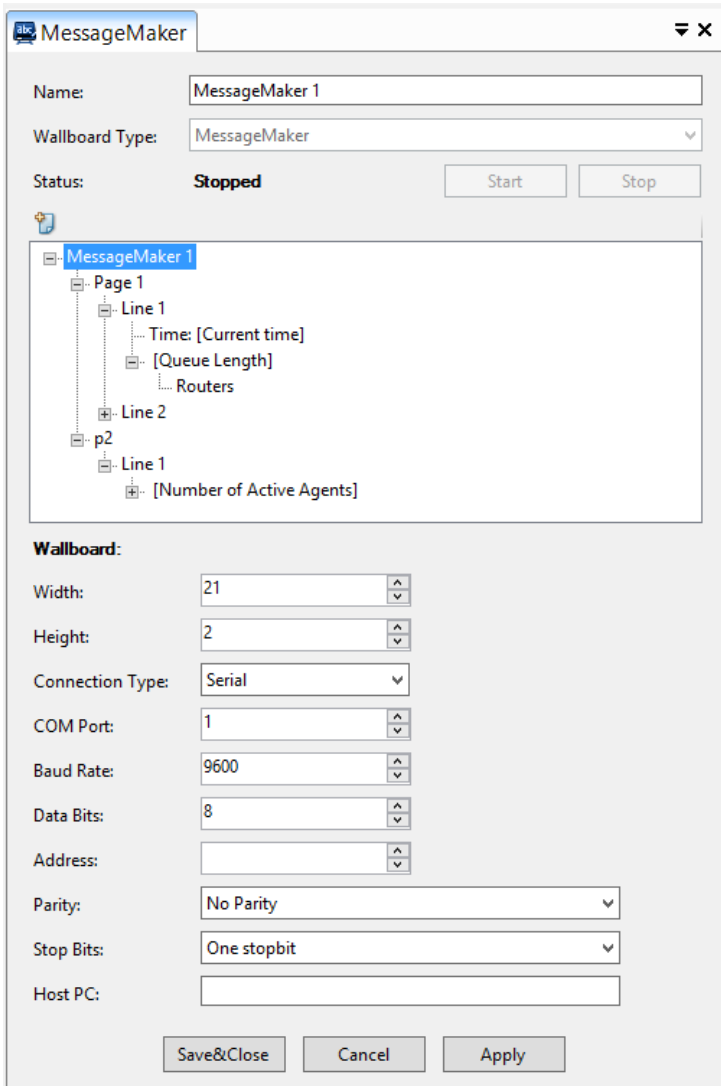 abc MessageMaker
Name: MessageMaker 1
Wallboard Type: MessageMaker
Status: Stopped Start Stop
MessageMaker 1
Page 1
Line 1
Time: [Current time]
[Queue Length]
Routers
Line 2
p2
Line 1
[Number of Active Agents]
Wallboard:
Width: 21
Height: 2
Connection Type: Serial
COM Port: 1
Baud Rate: 9600
Data Bits: 8
Address:
Parity: No Parity
Stop Bits: One stopbit
Host PC:
Save&Close Cancel Apply